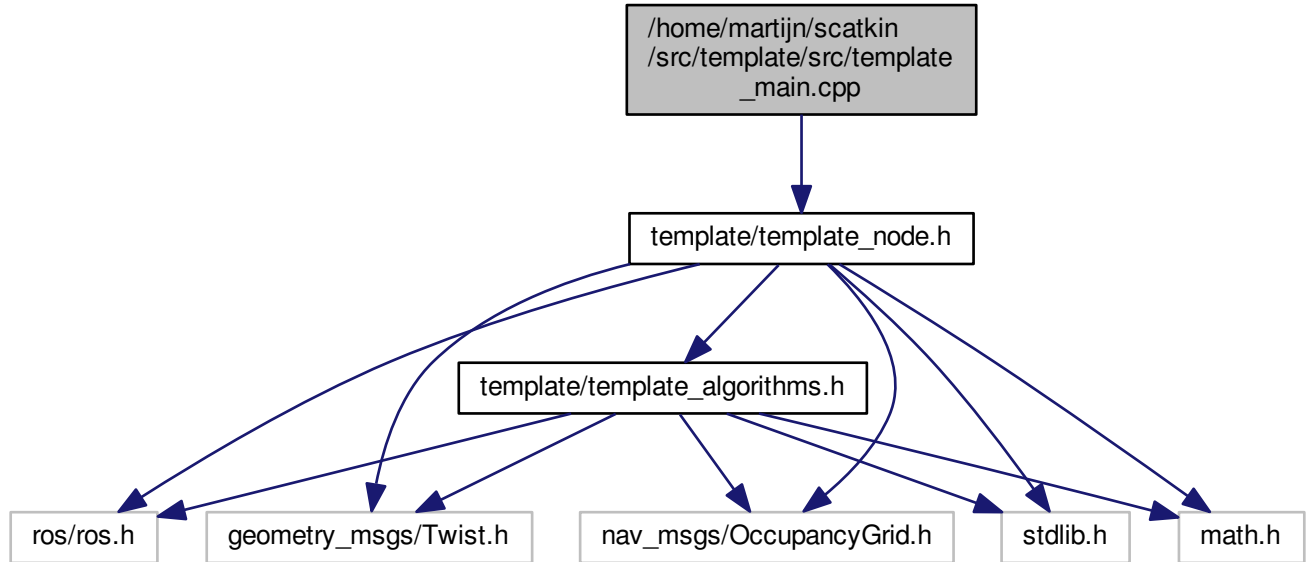 /home/martijn/scatkin
/src/template/src/template
_main.cpp
template/template_node.h
template/template_algorithms.h
ros/ros.h
geometry_msgs/Twist.h
nav_msgs/OccupancyGrid.h
stdlib.h
math.h